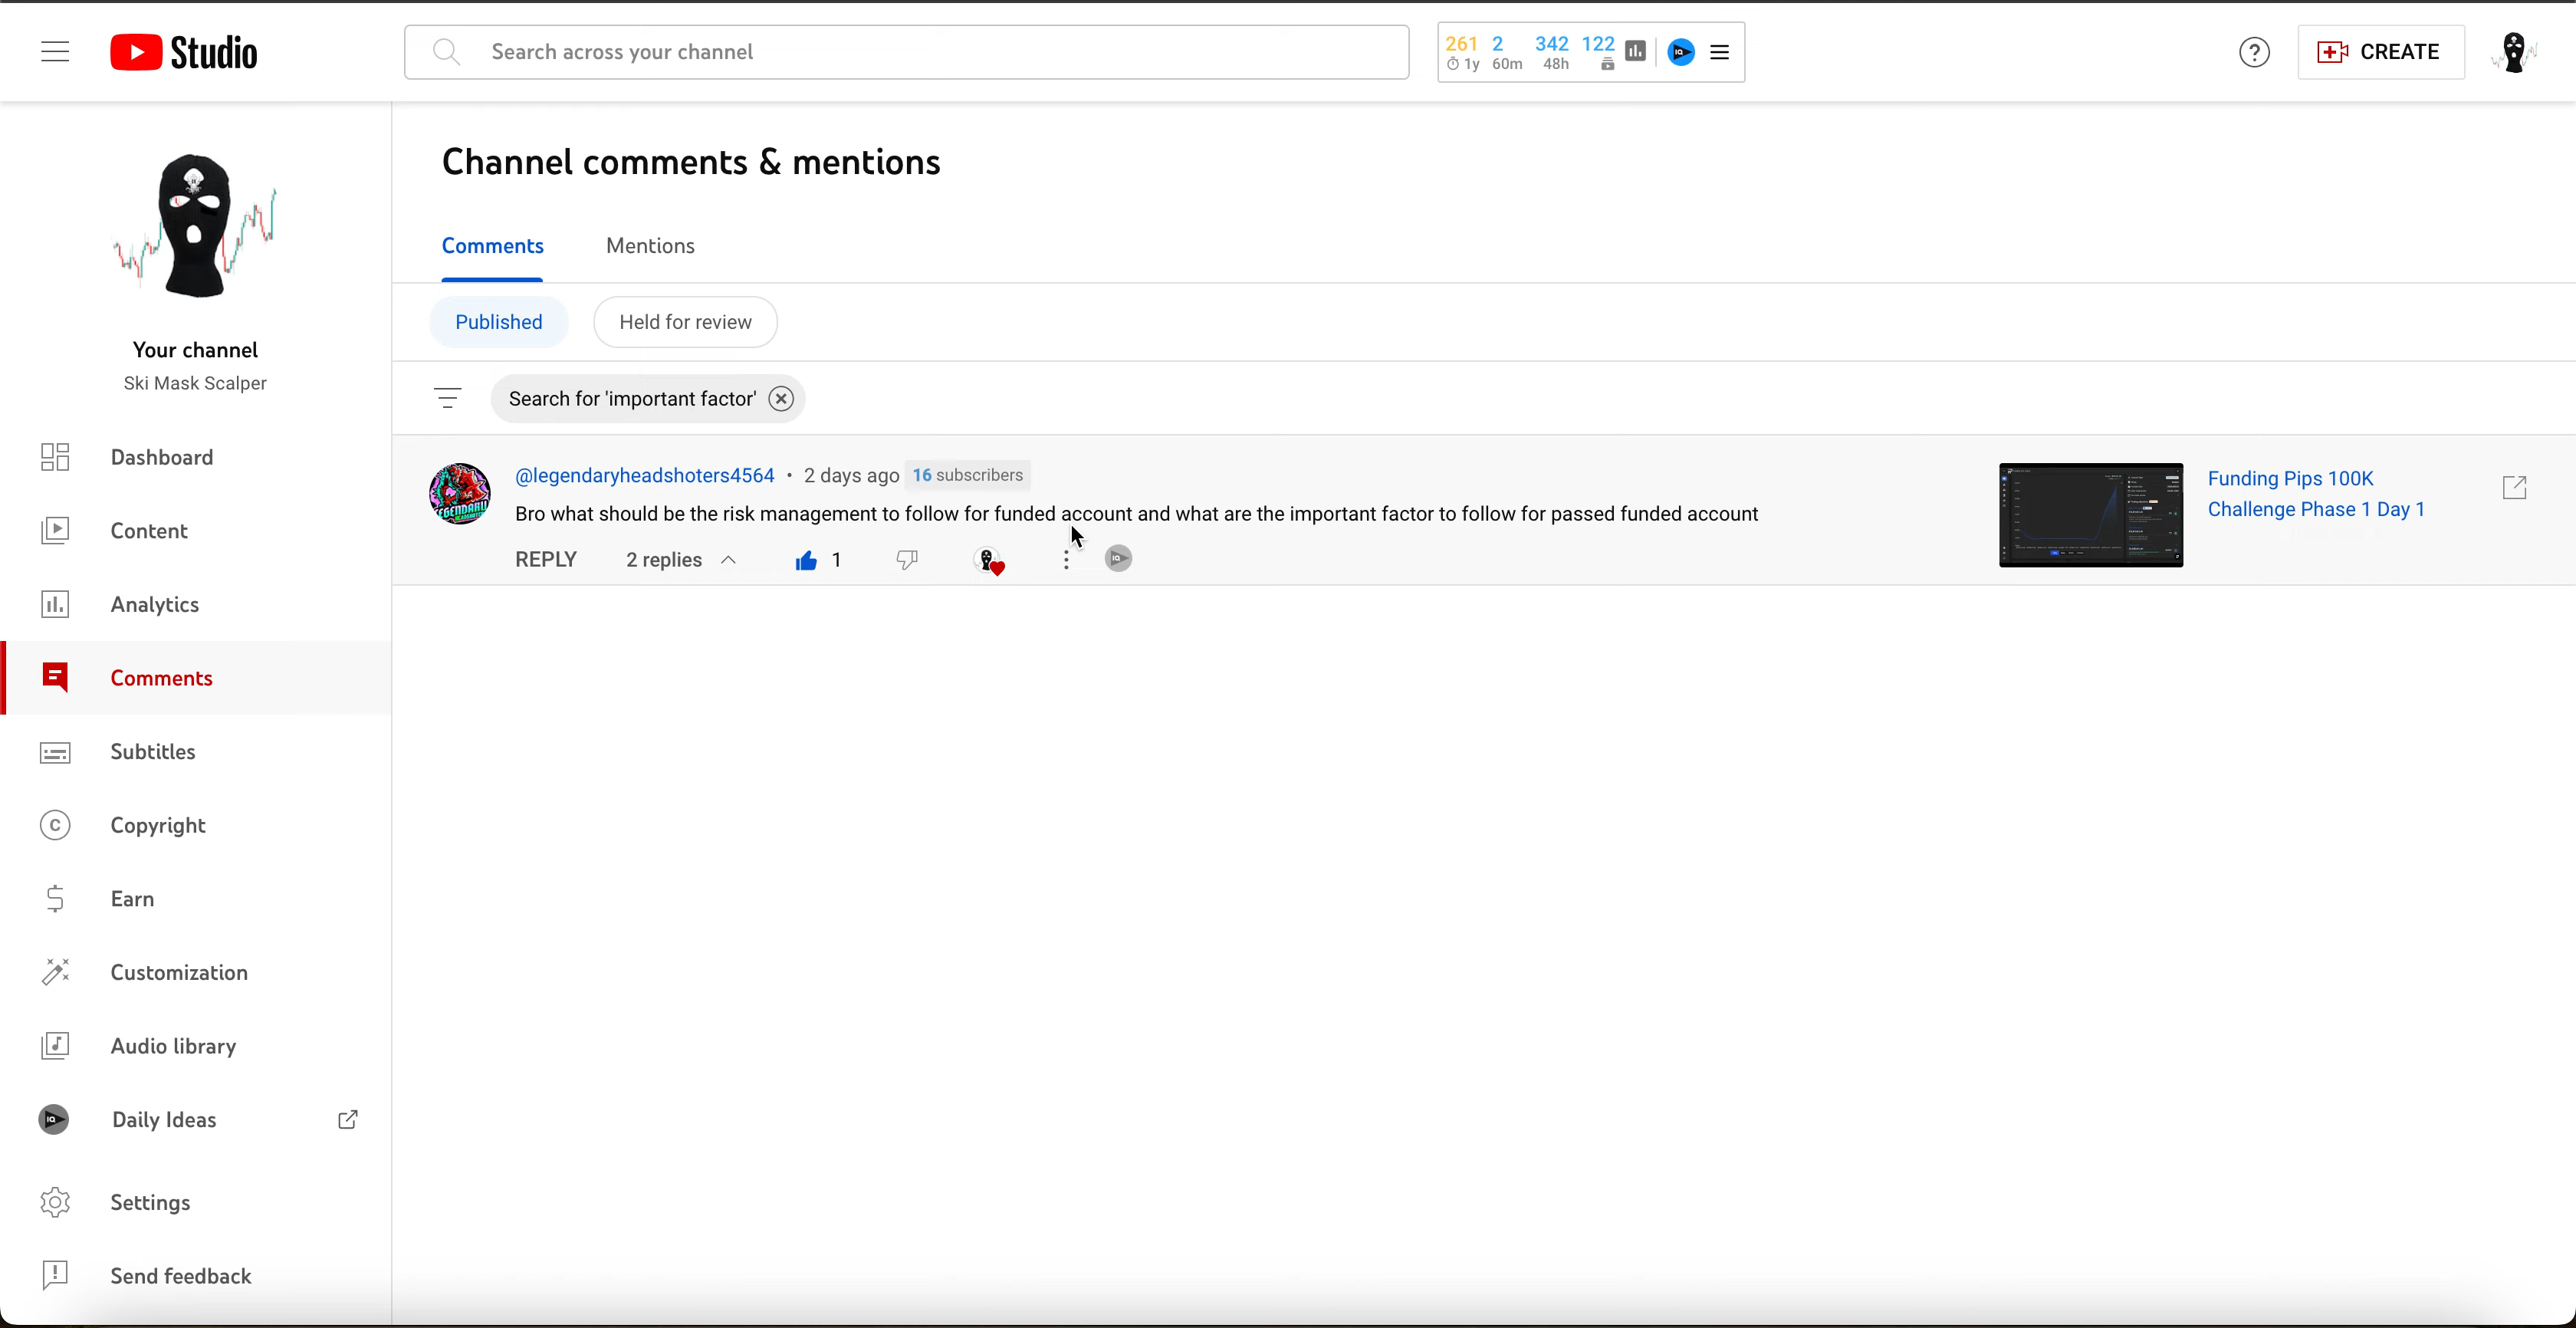 Studio
Search across your channel
261 2 342 122
1y 60m 48h
IQ
?
CREATE
Channel comments & mentions
Comments Mentions
Published Held for review
Search for 'important factor'
Your channel
Ski Mask Scalper
Dashboard
Content
Analytics
Comments
Subtitles
Copyright
Earn
Customization
Audio library
Daily Ideas
Settings
Send feedback
@legendaryheadshoters4564 • 2 days ago 16 subscribers
Bro what should be the risk management to follow for funded account and what are the important factor to follow for passed funded account
REPLY 2 replies 1
Funding Pips 100K
Challenge Phase 1 Day 1